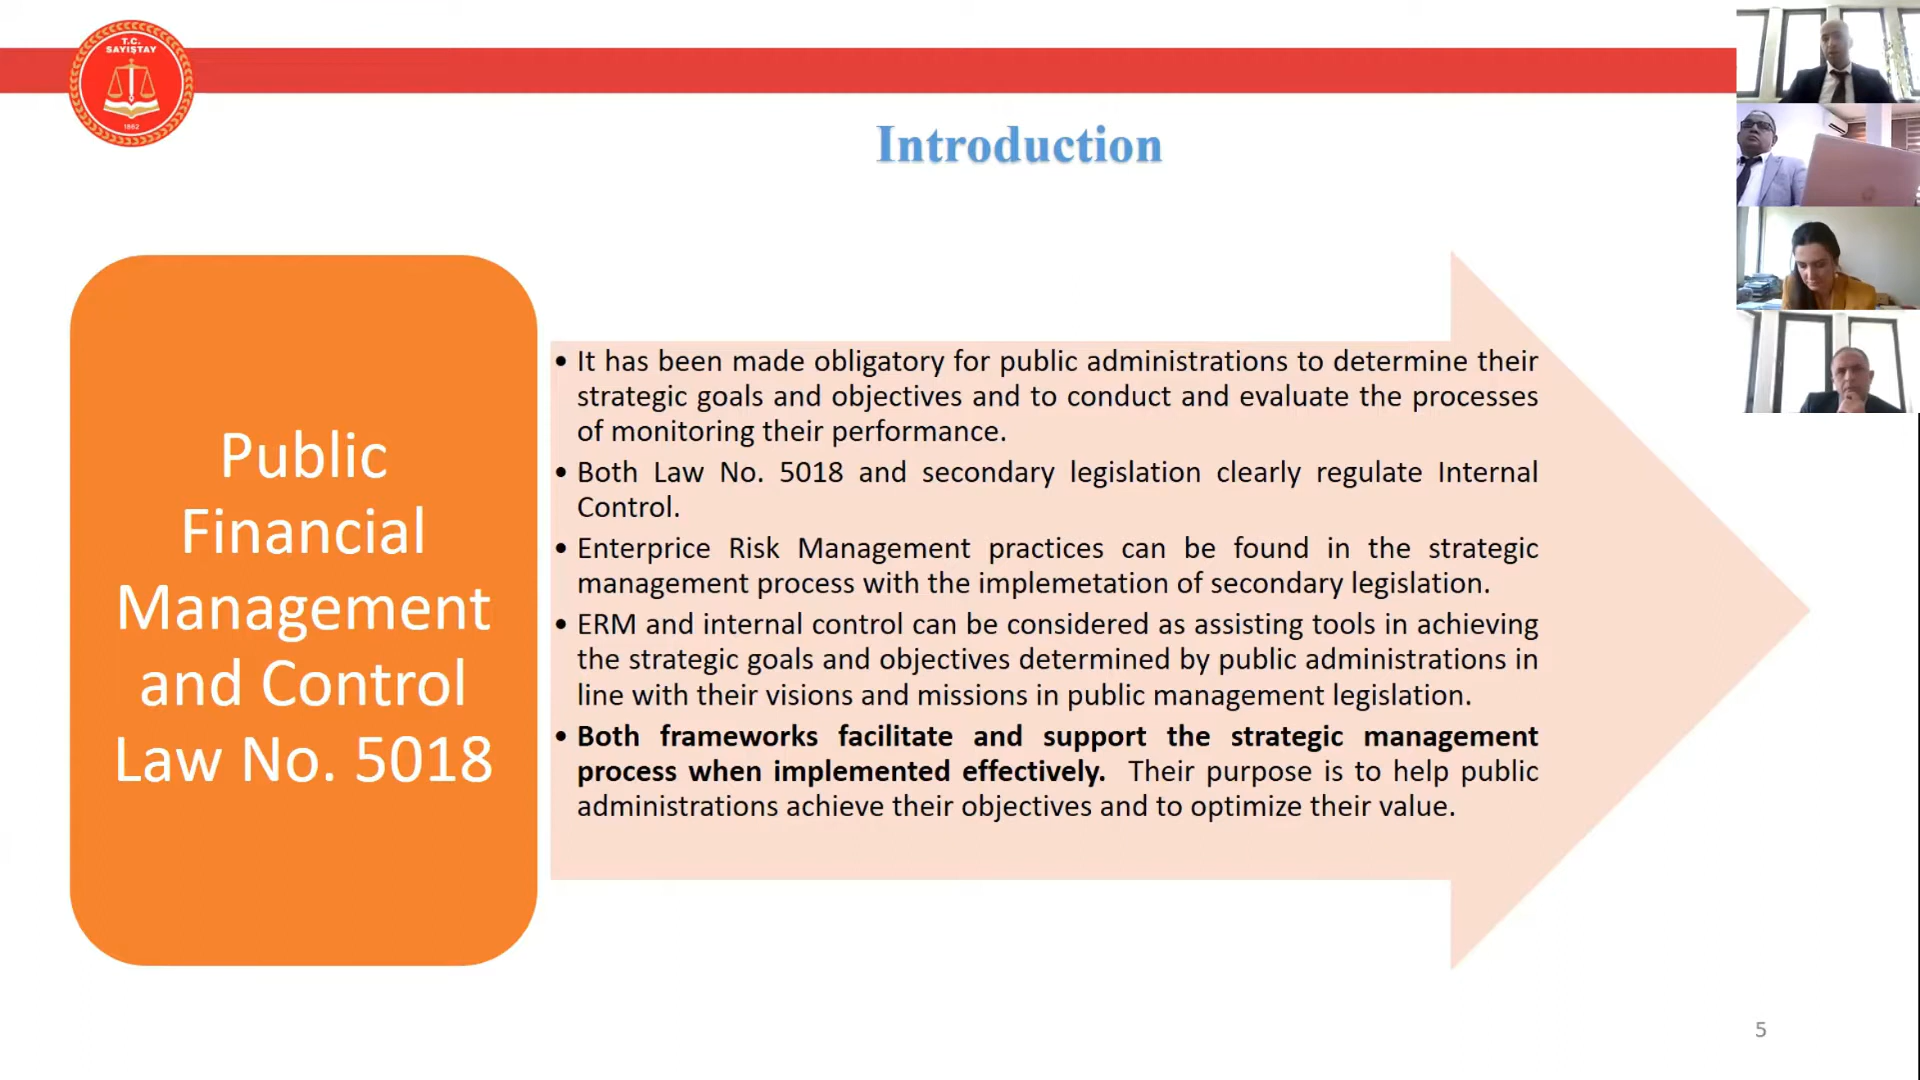 T.C.
SAYIŞTAY
1862
Introduction
Public
Financial
Management
and Control
Law No. 5018
• It has been made obligatory for public administrations to determine their
strategic goals and objectives and to conduct and evaluate the processes
of monitoring their performance.
• Both Law No. 5018 and secondary legislation clearly regulate Internal
Control.
• Enterprice Risk Management practices can be found in the strategic
management process with the implemetation of secondary legislation.
• ERM and internal control can be considered as assisting tools in achieving
the strategic goals and objectives determined by public administrations in
line with their visions and missions in public management legislation.
• Both frameworks facilitate and support the strategic management
process when implemented effectively. Their purpose is to help public
administrations achieve their objectives and to optimize their value.
5